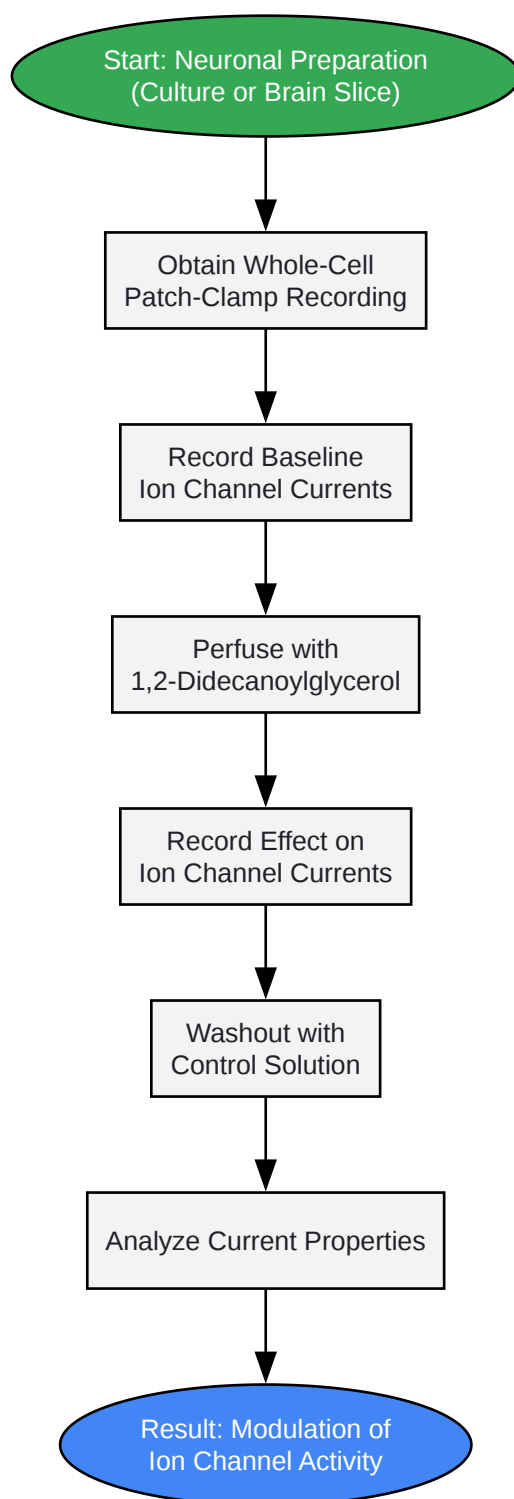 Start: Neuronal Preparation
(Culture or Brain Slice)
Obtain Whole-Cell
Patch-Clamp Recording
Record Baseline
Ion Channel Currents
Perfuse with
1,2-Didecanoylglycerol
Record Effect on
Ion Channel Currents
Washout with
Control Solution
Analyze Current Properties
Result: Modulation of
Ion Channel Activity